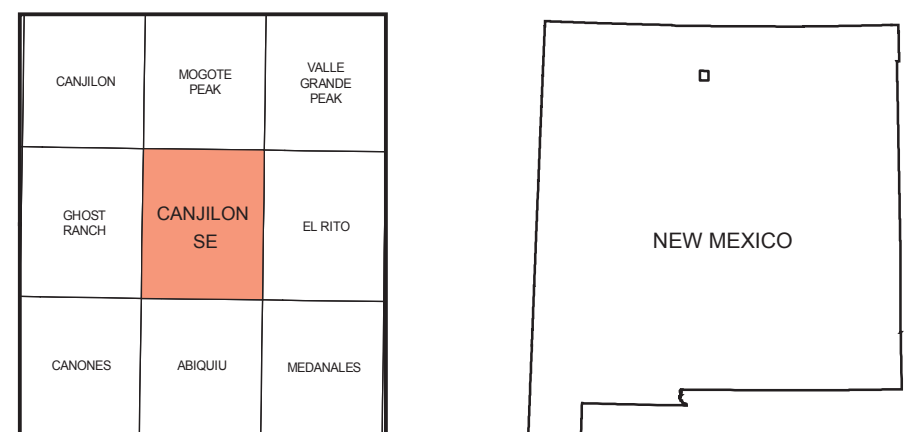 CANJILON
MOGOTE
PEAK
VALLE
GRANDE
PEAK
GHOST
RANCH
CANJILON
SE
EL RITO
CANONES
ABIQUIU
MEDANALES
NEW MEXICO